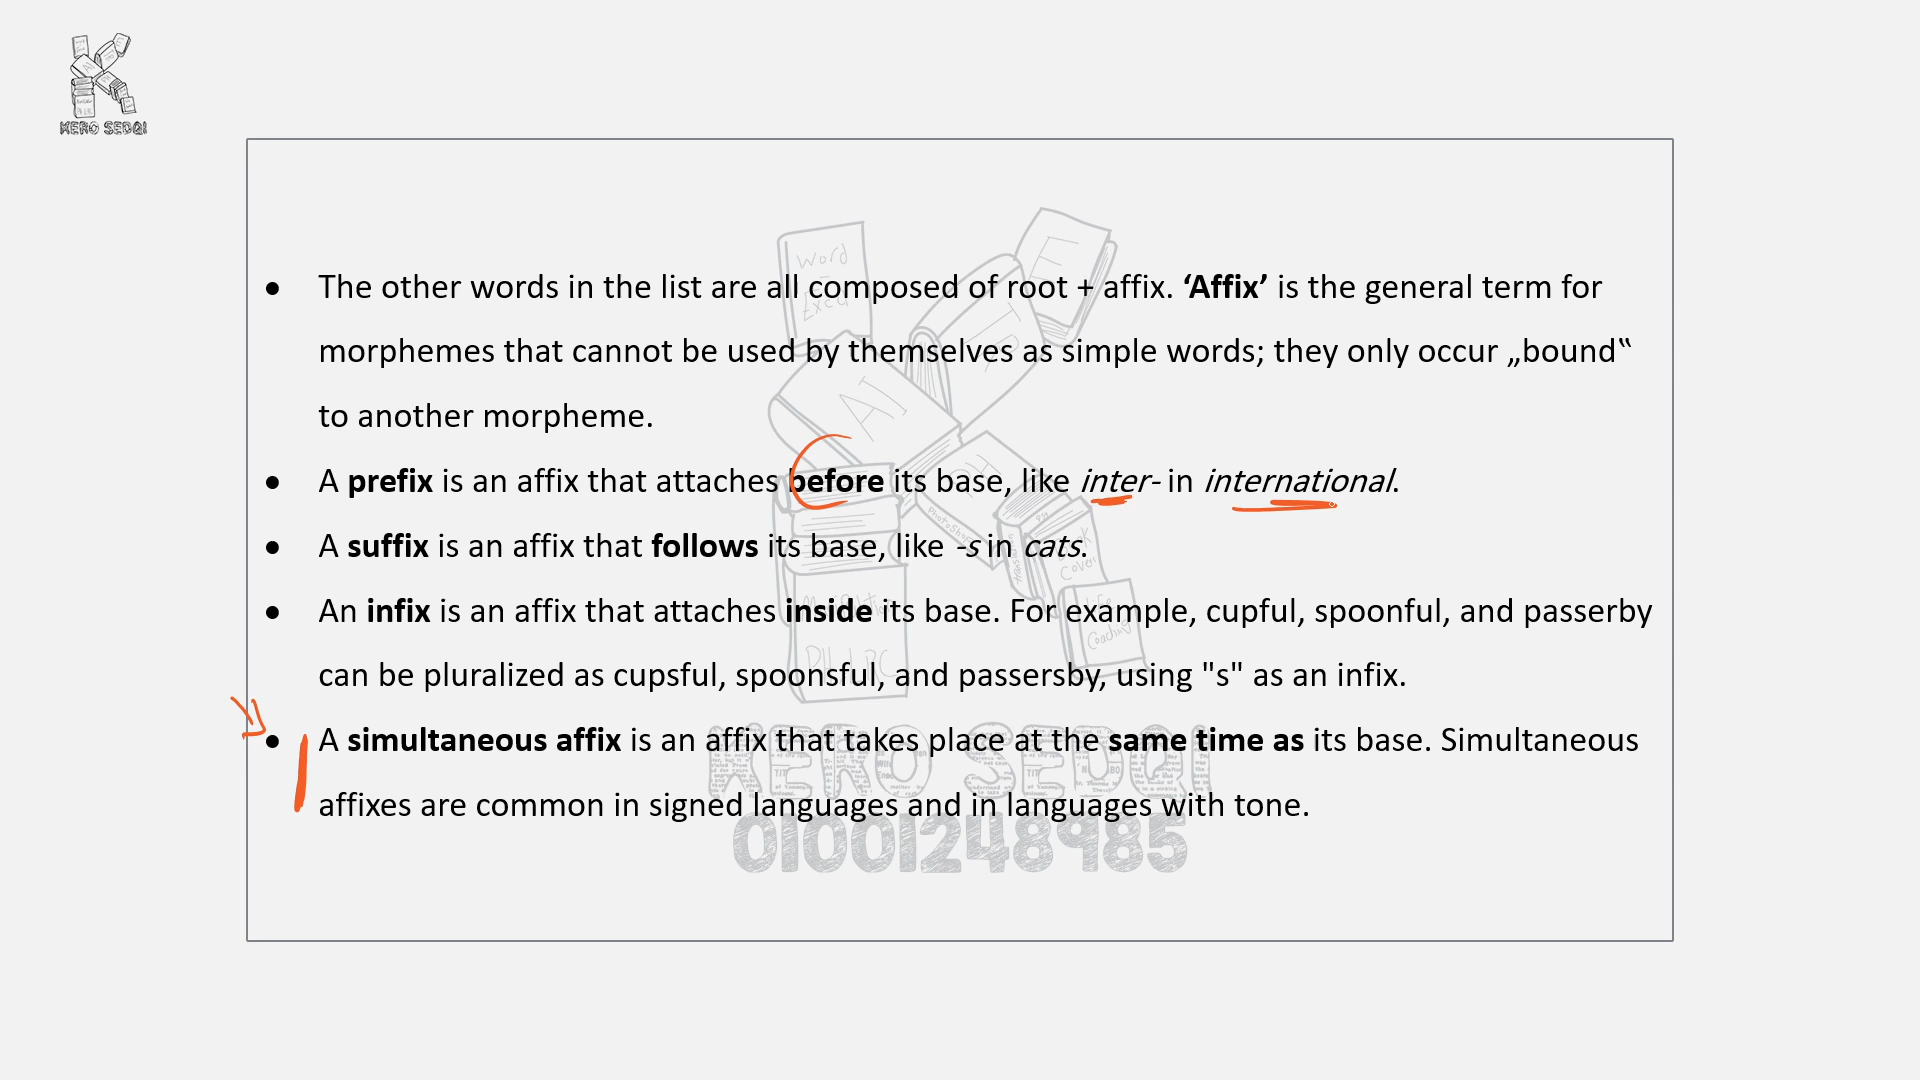 KERO SEDQI
The other words in the list are all composed of root + affix. ‘Affix’ is the general term for
morphemes that cannot be used by themselves as simple words; they only occur „bound‟
to another morpheme.
A prefix is an affix that attaches before its base, like inter- in international.
A suffix is an affix that follows its base, like -s in cats.
An infix is an affix that attaches inside its base. For example, cupful, spoonful, and passerby
can be pluralized as cupsful, spoonsful, and passersby, using "s" as an infix.
A simultaneous affix is an affix that takes place at the same time as its base. Simultaneous
affixes are common in signed languages and in languages with tone.
KERO SEDQI
01001248985